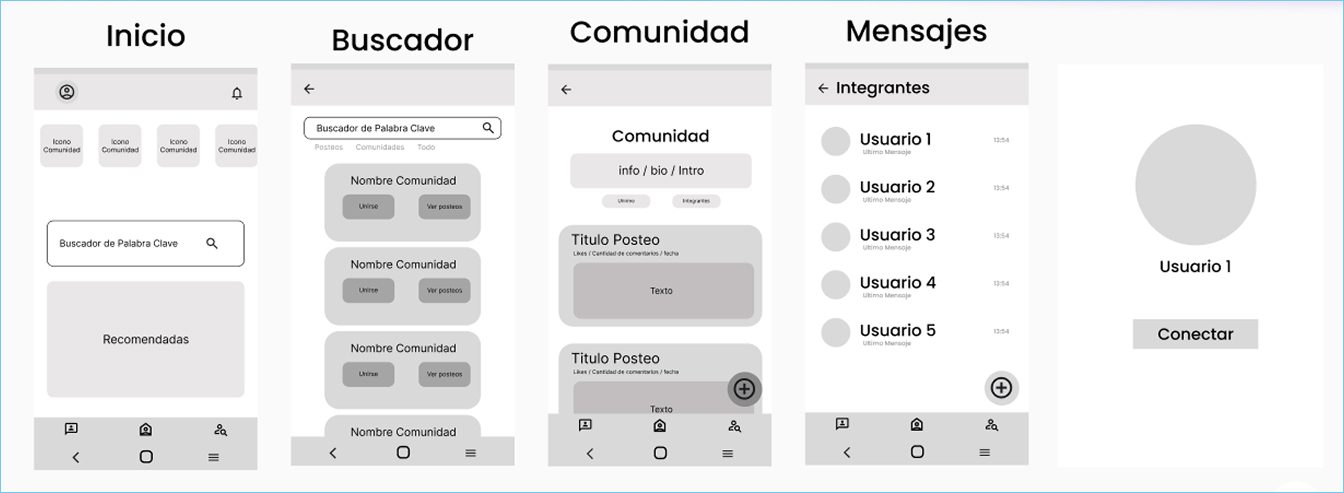 Inicio
Icono
Comunidad
Icono
Comunidad
Icono
Comunidad
Icono
Comunidad
Buscador de Palabra Clave
Recomendadas
Buscador
Buscador de Palabra Clave
Posteos Comunidades Todo
Nombre Comunidad
Unirse Ver posteos
Nombre Comunidad
Unirse Ver posteos
Nombre Comunidad
Unirse Ver posteos
Nombre Comunidad
Comunidad
Comunidad
info / bio / Intro
Unirme Integrantes
Titulo Posteo
Likes / Cantidad de comentarios / fecha
Texto
Titulo Posteo
Likes / Cantidad de comentarios / fecha
Texto
Mensajes
Integrantes
Usuario 1 13:54
Ultimo Mensaje
Usuario 2 13:54
Ultimo Mensaje
Usuario 3 13:54
Ultimo Mensaje
Usuario 4 13:54
Ultimo Mensaje
Usuario 5 13:54
Ultimo Mensaje
Usuario 1
Conectar